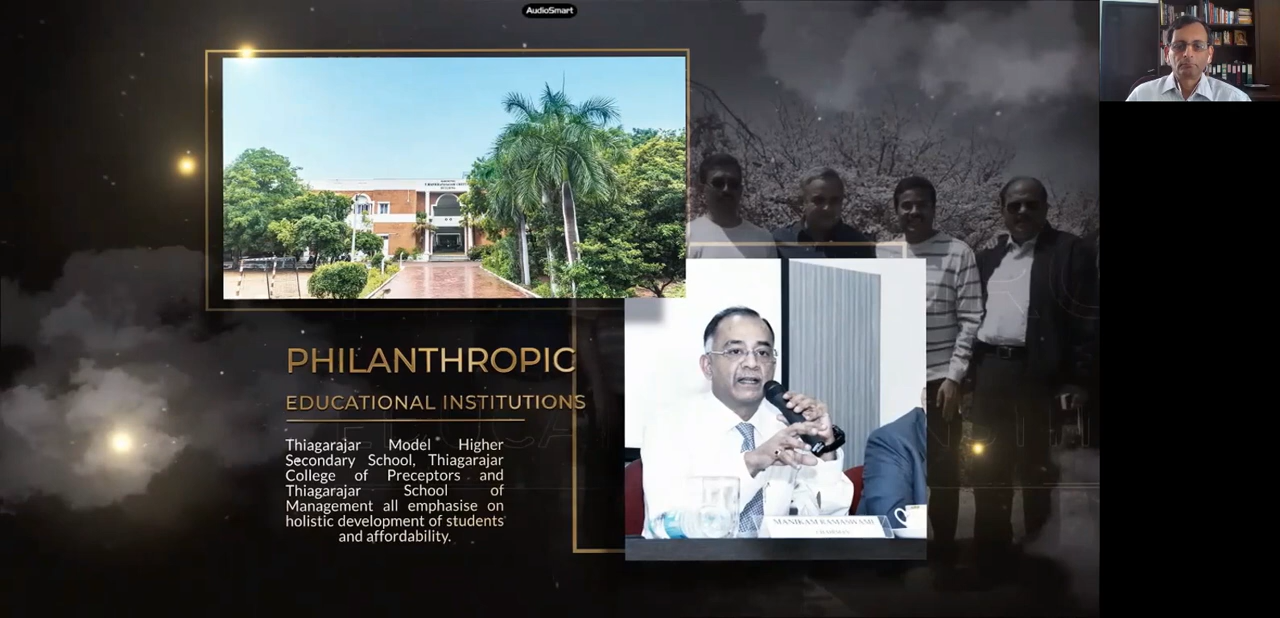 AudioSmart
PHILANTHROPIC
EDUCATIONAL INSTITUTIONS
Thiagarajar Model Higher
Secondary School, Thiagarajar
College of Preceptors and
Thiagarajar School of
Management all emphasise on
holistic development of students
and affordability.
MANIKAM RAMASWAMI
CHAIRMAN